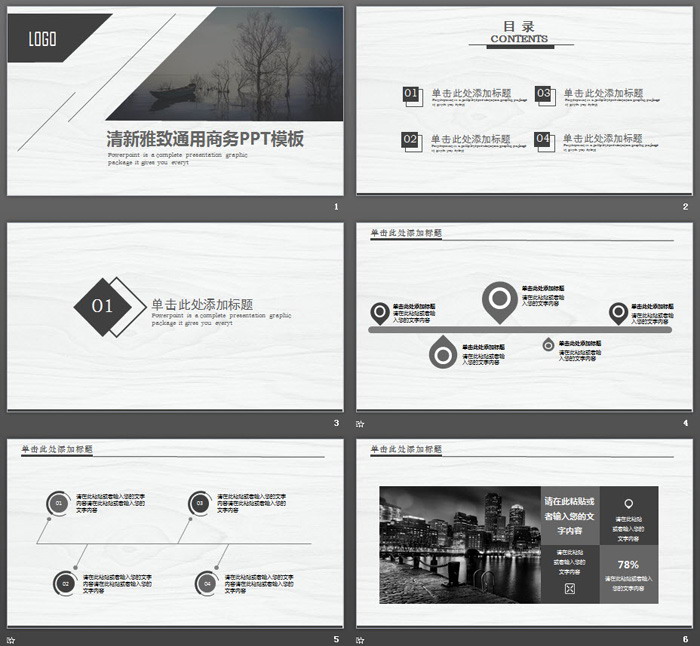 LOGO
清新雅致通用商务PPT模板
Powerpoint is a complete presentation graphic
package it gives you everyt
1
目 录
CONTENTS
01 单击此处添加标题
03 单击此处添加标题
02 单击此处添加标题
04 单击此处添加标题
2
01
单击此处添加标题
Powerpoint is a complete presentation graphic
package it gives you everyt
3
单击此处添加标题
单击此处添加标题
请在此粘贴或者输
入您的文字内容
单击此处添加标题
请在此粘贴或者输
入您的文字内容
单击此处添加标题
请在此粘贴或者输
入您的文字内容
单击此处添加标题
请在此粘贴或者输
入您的文字内容
单击此处添加标题
请在此粘贴或者输
入您的文字内容
4
单击此处添加标题
01
请在此粘贴或者输入您的文字
内容请在此粘贴或者输入您的
文字内容
03
请在此粘贴或者输入您的文字
内容请在此粘贴或者输入您的
文字内容
02
请在此粘贴或者输入您的文字
内容请在此粘贴或者输入您的
文字内容
04
请在此粘贴或者输入您的文字
内容请在此粘贴或者输入您的
文字内容
5
单击此处添加标题
请在此粘贴或
者输入您的文
字内容
请在此粘贴
或者输入您
的文字内容
请在此粘贴
或者输入您的
文字内容
78%
请在此粘贴或者输入
您的文字内容
6